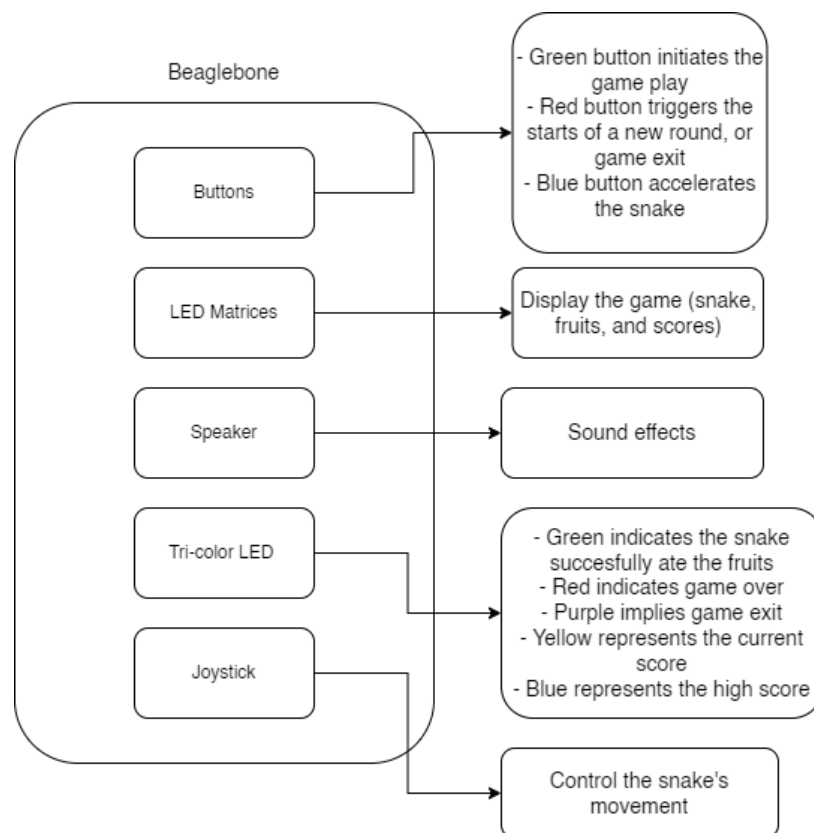 Beaglebone
Buttons
LED Matrices
Speaker
Tri-color LED
Joystick
- Green button initiates the
game play
- Red button triggers the
starts of a new round, or
game exit
- Blue button accelerates
the snake
Display the game (snake,
fruits, and scores)
Sound effects
- Green indicates the snake
succesfully ate the fruits
- Red indicates game over
- Purple implies game exit
- Yellow represents the current
score
- Blue represents the high score
Control the snake's
movement